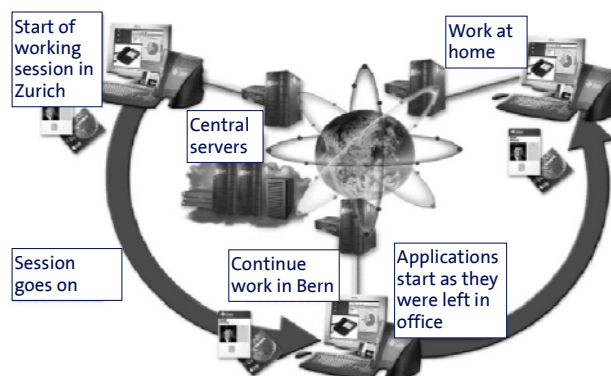 Start of
working
session in
Zurich
Work at
home
Central
servers
Session
goes on
Continue
work in Bern
Applications
start as they
were left in
office